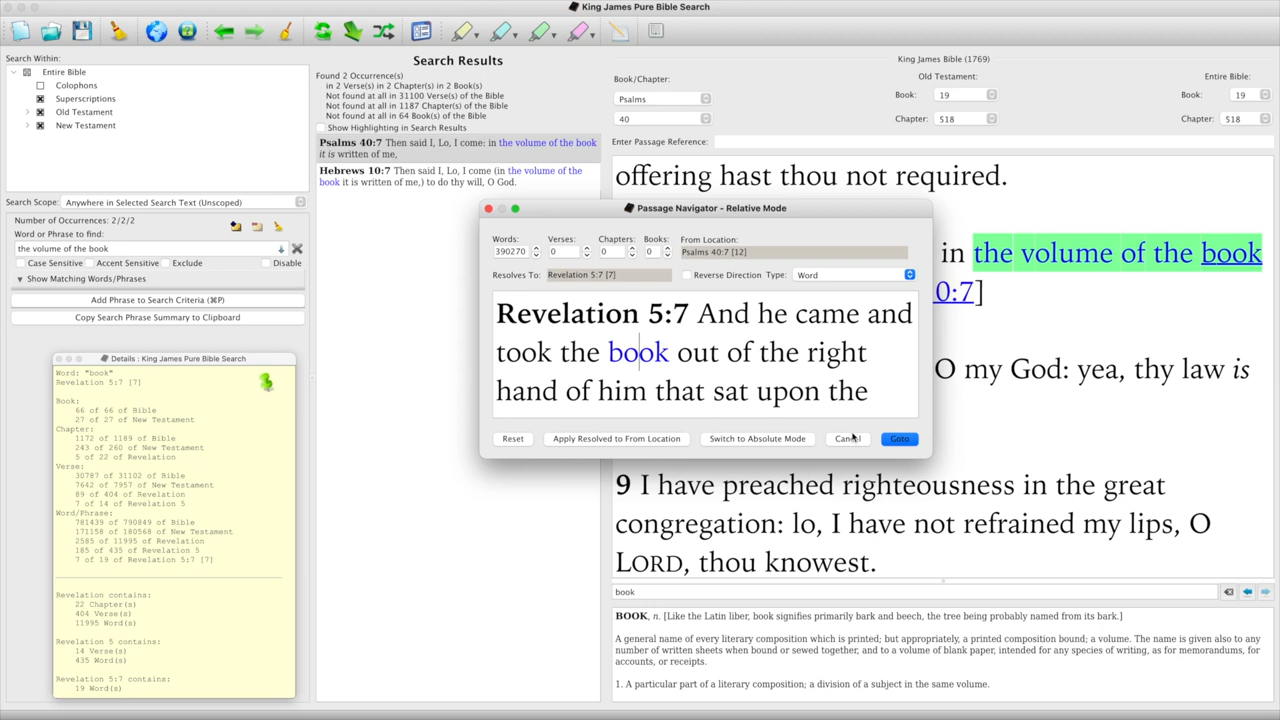 King James Pure Bible Search
Search Within:
Entire Bible
Colophons
Superscriptions
Old Testament
New Testament
Search Scope: Anywhere in Selected Search Text (Unscoped)
Number of Occurrences: 2/2/2
Word or Phrase to find:
the volume of the book
Case Sensitive Accent Sensitive Exclude Disable
Show Matching Words/Phrases
Add Phrase to Search Criteria (⌘P)
Copy Search Phrase Summary to Clipboard
Details : King James Pure Bible Search
Word: "book"
Revelation 5:7 [7]
Book:
66 of 66 of Bible
27 of 27 of New Testament
Chapter:
1172 of 1189 of Bible
243 of 260 of New Testament
5 of 22 of Revelation
Verse:
30787 of 31102 of Bible
7642 of 7957 of New Testament
89 of 404 of Revelation
7 of 14 of Revelation 5
Word/Phrase:
781439 of 790849 of Bible
171158 of 180568 of New Testament
2585 of 11995 of Revelation
185 of 435 of Revelation 5
7 of 19 of Revelation 5:7 [7]
Revelation contains:
22 Chapter(s)
404 Verse(s)
11995 Word(s)
Revelation 5 contains:
14 Verse(s)
435 Word(s)
Revelation 5:7 contains:
19 Word(s)
Search Results
Found 2 Occurrence(s)
in 2 Verse(s) in 2 Chapter(s) in 2 Book(s)
Not found at all in 31100 Verse(s) of the Bible
Not found at all in 1187 Chapter(s) of the Bible
Not found at all in 64 Book(s) of the Bible
Show Highlighting in Search Results
Psalms 40:7 Then said I, Lo, I come: in the volume of the book
it is written of me,
Hebrews 10:7 Then said I, Lo, I come (in the volume of the
book it is written of me,) to do thy will, O God.
King James Bible (1769)
Book/Chapter:
Psalms
40
Old Testament:
Book: 19
Chapter: 518
Entire Bible:
Book: 19
Chapter: 518
Enter Passage Reference:
offering hast thou not required.
in the volume of the book
0:7]
O my God: yea, thy law is
9 I have preached righteousness in the great
congregation: lo, I have not refrained my lips, O
LORD, thou knowest.
Passage Navigator - Relative Mode
Words: Verses: Chapters: Books: From Location:
390270 0 0 0 Psalms 40:7 [12]
Resolves To: Revelation 5:7 [7] Reverse Direction Type: Word
Revelation 5:7 And he came and
took the book out of the right
hand of him that sat upon the
Reset Apply Resolved to From Location Switch to Absolute Mode Cancel Goto
book
BOOK, n. [Like the Latin liber, book signifies primarily bark and beech, the tree being probably named from its bark.]
A general name of every literary composition which is printed; but appropriately, a printed composition bound; a volume. The name is given also to any
number of written sheets when bound or sewed together, and to a volume of blank paper, intended for any species of writing, as for memorandums, for
accounts, or receipts.
1. A particular part of a literary composition; a division of a subject in the same volume.